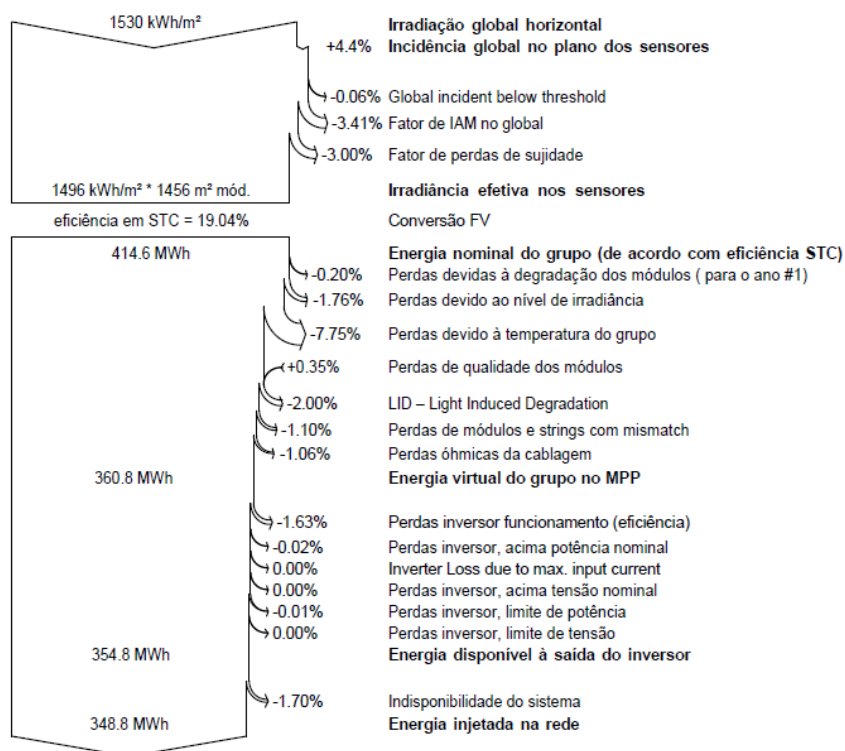 1530 kWh/m² Irradiação global horizontal
+4.4% Incidência global no plano dos sensores
-0.06% Global incident below threshold
-3.41% Fator de IAM no global
-3.00% Fator de perdas de sujidade
1496 kWh/m² * 1456 m² mód. Irradiância efetiva nos sensores
eficiência em STC = 19.04% Conversão FV
414.6 MWh Energia nominal do grupo (de acordo com eficiência STC)
-0.20% Perdas devidas à degradação dos módulos ( para o ano #1)
-1.76% Perdas devido ao nível de irradiância
-7.75% Perdas devido à temperatura do grupo
+0.35% Perdas de qualidade dos módulos
-2.00% LID – Light Induced Degradation
-1.10% Perdas de módulos e strings com mismatch
-1.06% Perdas óhmicas da cablagem
360.8 MWh Energia virtual do grupo no MPP
-1.63% Perdas inversor funcionamento (eficiência)
-0.02% Perdas inversor, acima potência nominal
0.00% Inverter Loss due to max. input current
0.00% Perdas inversor, acima tensão nominal
-0.01% Perdas inversor, limite de potência
0.00% Perdas inversor, limite de tensão
354.8 MWh Energia disponível à saída do inversor
-1.70% Indisponibilidade do sistema
348.8 MWh Energia injetada na rede